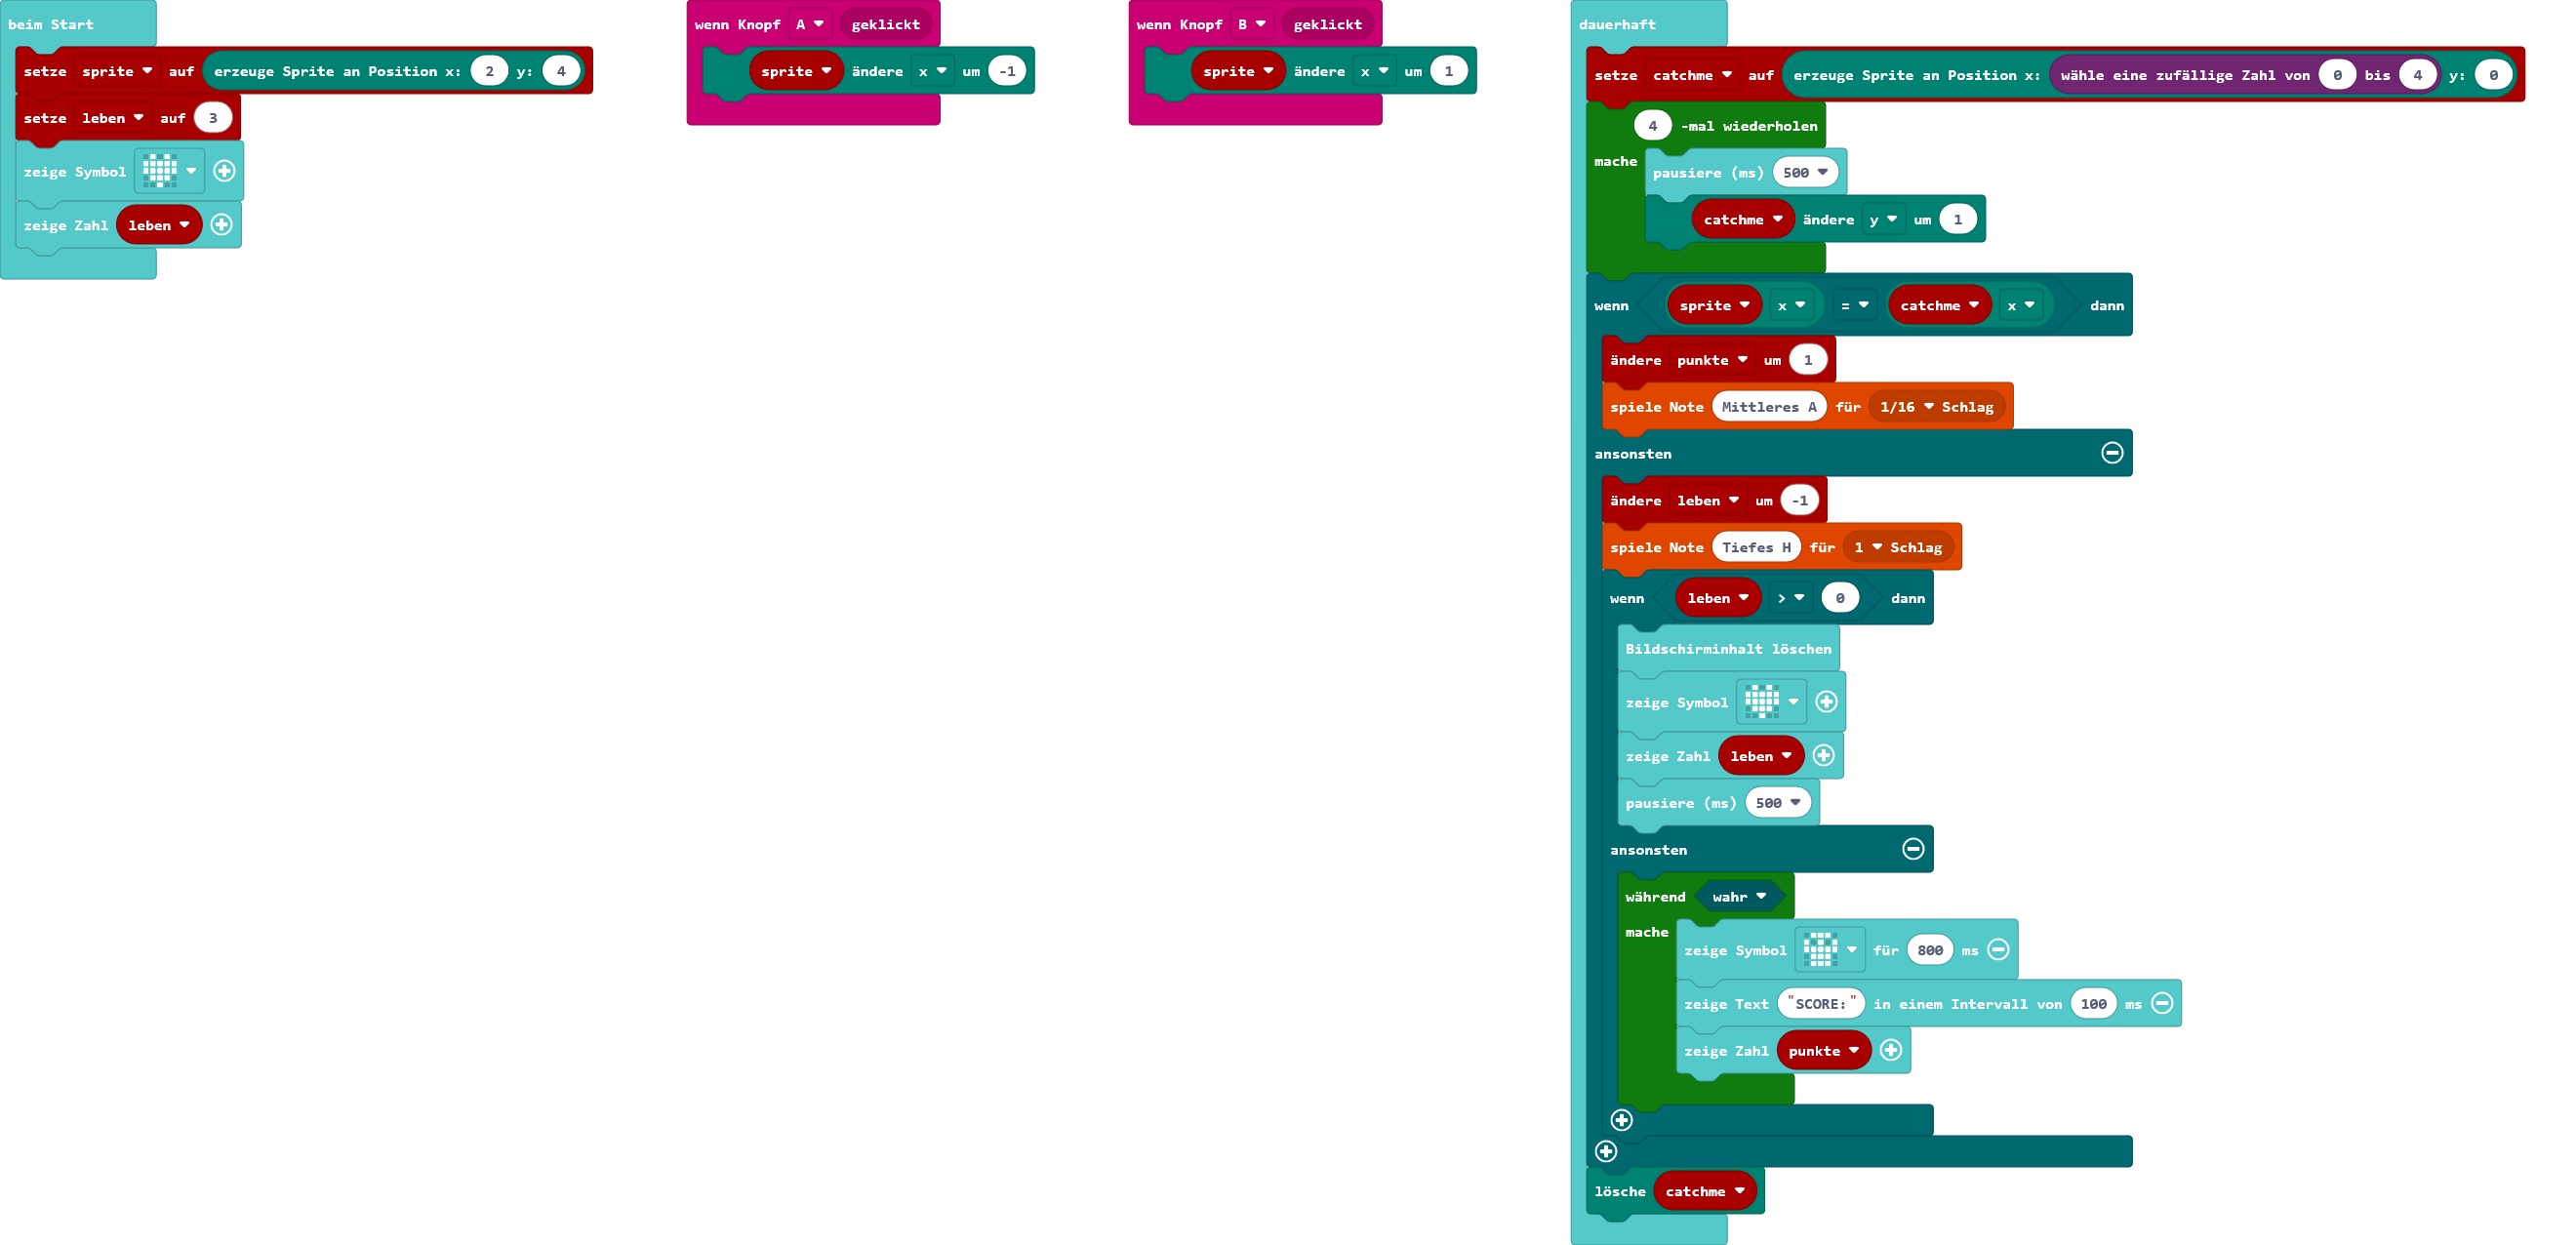 beim Start
setze sprite auf erzeuge Sprite an Position x: 2 y: 4
setze leben auf 3
zeige Symbol
zeige Zahl leben
wenn Knopf A geklickt
sprite ändere x um -1
wenn Knopf B geklickt
sprite ändere x um 1
dauerhaft
setze catchme auf erzeuge Sprite an Position x: wähle eine zufällige Zahl von 0 bis 4 y: 0
4 -mal wiederholen
mache
pausiere (ms) 500
catchme ändere y um 1
wenn sprite x = catchme x dann
ändere punkte um 1
spiele Note Mittleres A für 1/16 Schlag
ansonsten
ändere leben um -1
spiele Note Tiefes H für 1 Schlag
wenn leben > 0 dann
Bildschirminhalt löschen
zeige Symbol
zeige Zahl leben
pausiere (ms) 500
ansonsten
während wahr
mache
zeige Symbol für 800 ms
zeige Text "SCORE:" in einem Intervall von 100 ms
zeige Zahl punkte
lösche catchme